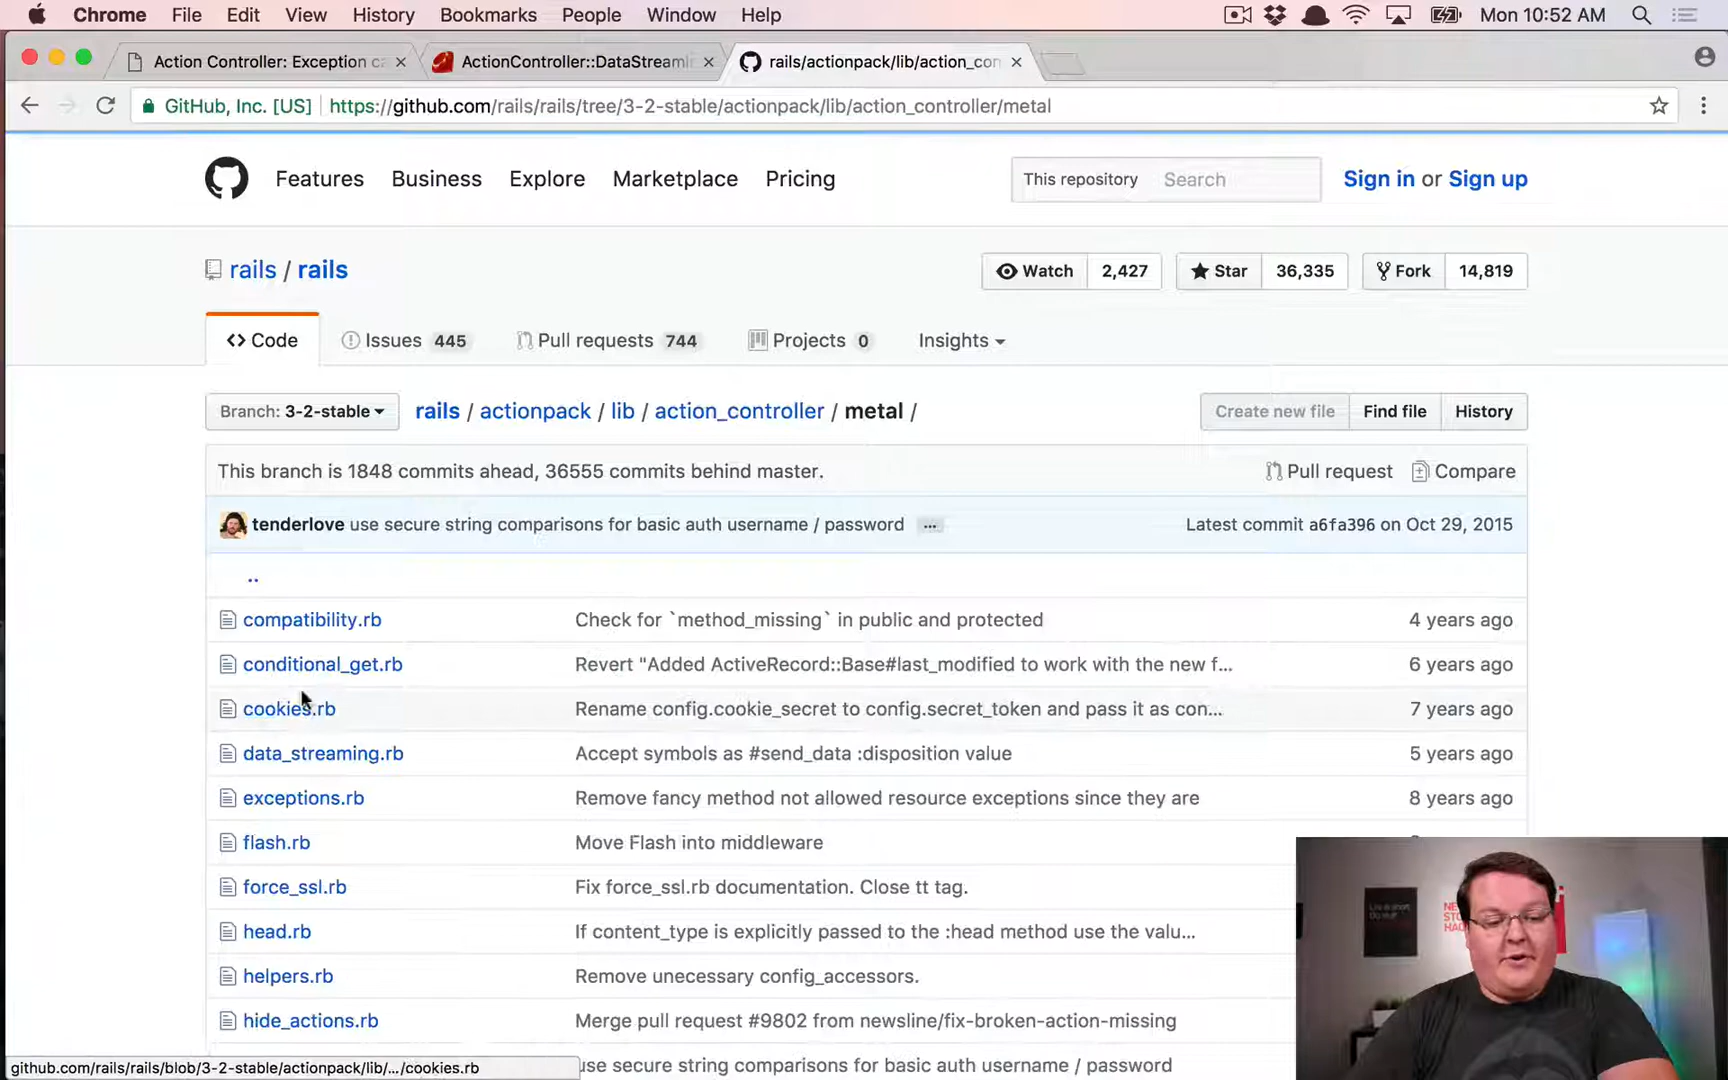 Chrome File Edit View History Bookmarks People Window Help Mon 10:52 AM
Action Controller: Exception ca ActionController::DataStreami rails/actionpack/lib/action_con
GitHub, Inc. [US] https://github.com/rails/rails/tree/3-2-stable/actionpack/lib/action_controller/metal
Features Business Explore Marketplace Pricing This repository Search Sign in or Sign up
rails / rails Watch 2,427 Star 36,335 Fork 14,819
<> Code Issues 445 Pull requests 744 Projects 0 Insights
Branch: 3-2-stable rails / actionpack / lib / action_controller / metal / Create new file Find file History
This branch is 1848 commits ahead, 36555 commits behind master. Pull request Compare
tenderlove use secure string comparisons for basic auth username / password … Latest commit a6fa396 on Oct 29, 2015
..
compatibility.rb Check for `method_missing` in public and protected 4 years ago
conditional_get.rb Revert "Added ActiveRecord::Base#last_modified to work with the new f... 6 years ago
cookies.rb Rename config.cookie_secret to config.secret_token and pass it as con... 7 years ago
data_streaming.rb Accept symbols as #send_data :disposition value 5 years ago
exceptions.rb Remove fancy method not allowed resource exceptions since they are 8 years ago
flash.rb Move Flash into middleware
force_ssl.rb Fix force_ssl.rb documentation. Close tt tag.
head.rb If content_type is explicitly passed to the :head method use the valu...
helpers.rb Remove unecessary config_accessors.
hide_actions.rb Merge pull request #9802 from newsline/fix-broken-action-missing
github.com/rails/rails/blob/3-2-stable/actionpack/lib/.../cookies.rb use secure string comparisons for basic auth username / password